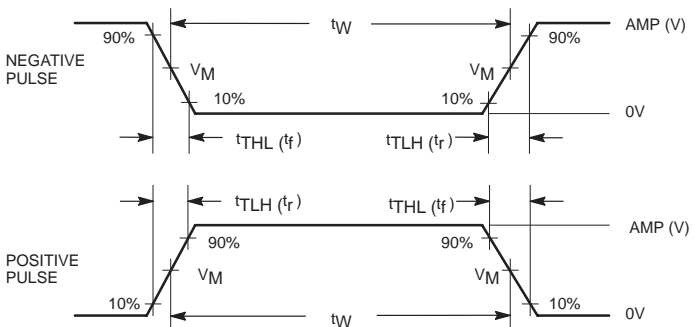 tW
AMP (V)
90%
90%
NEGATIVE
PULSE
VM
VM
10%
10%
0V
tTHL (tf)
tTLH (tr)
tTLH (tr)
tTHL (tf)
AMP (V)
90%
90%
POSITIVE
PULSE
VM
VM
10%
10%
0V
tW